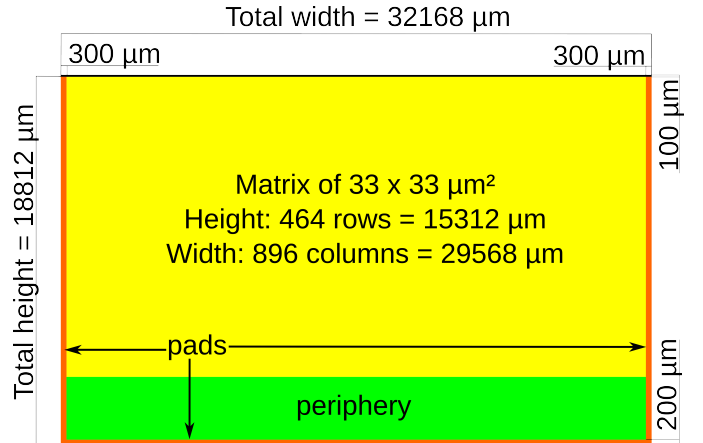 Total width = 32168 µm
300 µm
300 µm
Total height = 18812 µm
100 µm
Matrix of 33 x 33 µm²
Height: 464 rows = 15312 µm
Width: 896 columns = 29568 µm
pads
200 µm
periphery